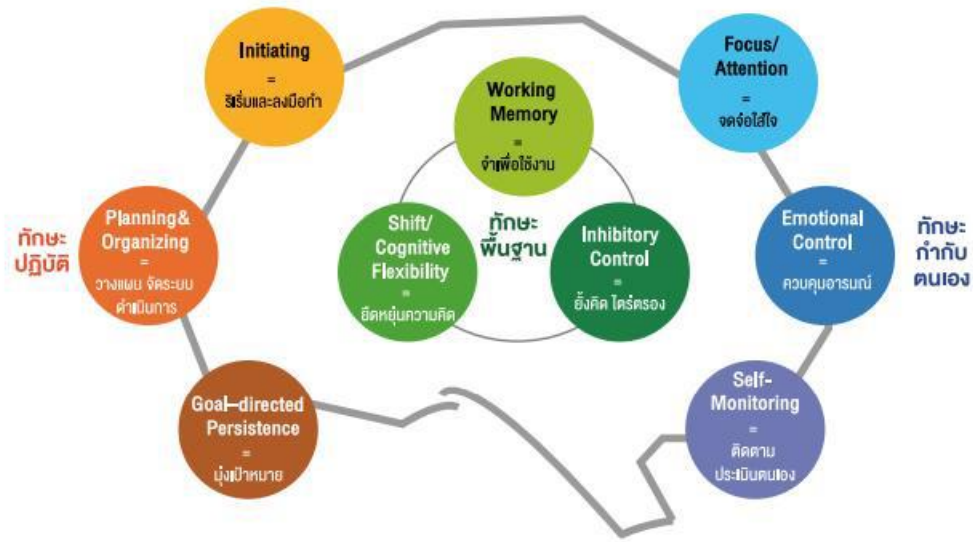 Initiating
=
ริเริ่มและลงมือทำ
Focus/
Attention
=
จดจ่อใส่ใจ
Working
Memory
=
จำเพื่อใช้งาน
ทักษะ
ปฏิบัติ
Planning&
Organizing
=
วางแผน จัดระบบ
ดำเนินการ
Shift/
Cognitive
Flexibility
=
ยืดหยุ่นความคิด
ทักษะ
พื้นฐาน
Inhibitory
Control
=
ยั้งคิด ไตร่ตรอง
Emotional
Control
=
ควบคุมอารมณ์
ทักษะ
กำกับ
ตนเอง
Goal–directed
Persistence
=
มุ่งเป้าหมาย
Self-
Monitoring
=
ติดตาม
ประเมินตนเอง